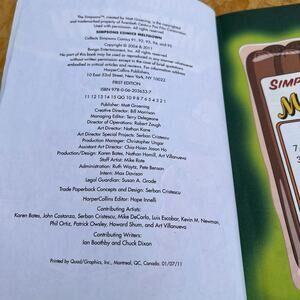 The Simpsons™, created by Matt Groening, is the copyrighted
and trademarked property of Twentieth Century Fox Film Corporation.
Used with permission. All rights reserved.
SIMPSONS COMICS MELTDOWN
Collects Simpsons Comics 91, 92, 93, 94, and 95
Copyright © 2004 & 2011
Bongo Entertainment, Inc. All rights reserved.
No part of this book may be used or reproduced in any manner whatsoever
without written permission except in the case of brief quotations
embodied in critical articles and reviews. For information address
HarperCollins Publishers,
10 East 53rd Street, New York, NY 10022
FIRST EDITION
ISBN 978-0-06-203653-7
11 12 13 14 15 QG 10 9 8 7 6 5 4 3 2 1
Publisher: Matt Groening
Creative Director: Bill Morrison
Managing Editor: Terry Delegeane
Director of Operations: Robert Zaugh
Art Director: Nathan Kane
Art Director Special Projects: Serban Cristescu
Production Manager: Christopher Ungar
Assistant Art Director: Chia-Hsien Jason Ho
Production/Design: Karen Bates, Nathan Hamill, Art Villanueva
Staff Artist: Mike Rote
Administration: Ruth Waytz, Pete Benson
Intern: Max Davison
Legal Guardian: Susan A. Grode
Trade Paperback Concepts and Design: Serban Cristescu
HarperCollins Editor: Hope Innelli
Contributing Artists:
Karen Bates, John Costanza, Serban Cristescu, Mike DeCarlo, Luis Escobar, Kevin M. Newman,
Phil Ortiz, Patrick Owsley, Howard Shum, and Art Villanueva
Contributing Writers:
Ian Boothby and Chuck Dixon
Printed by Quad/Graphics, Inc., Montreal, QC, Canada. 01/07/11
SIMPS
M
7
3